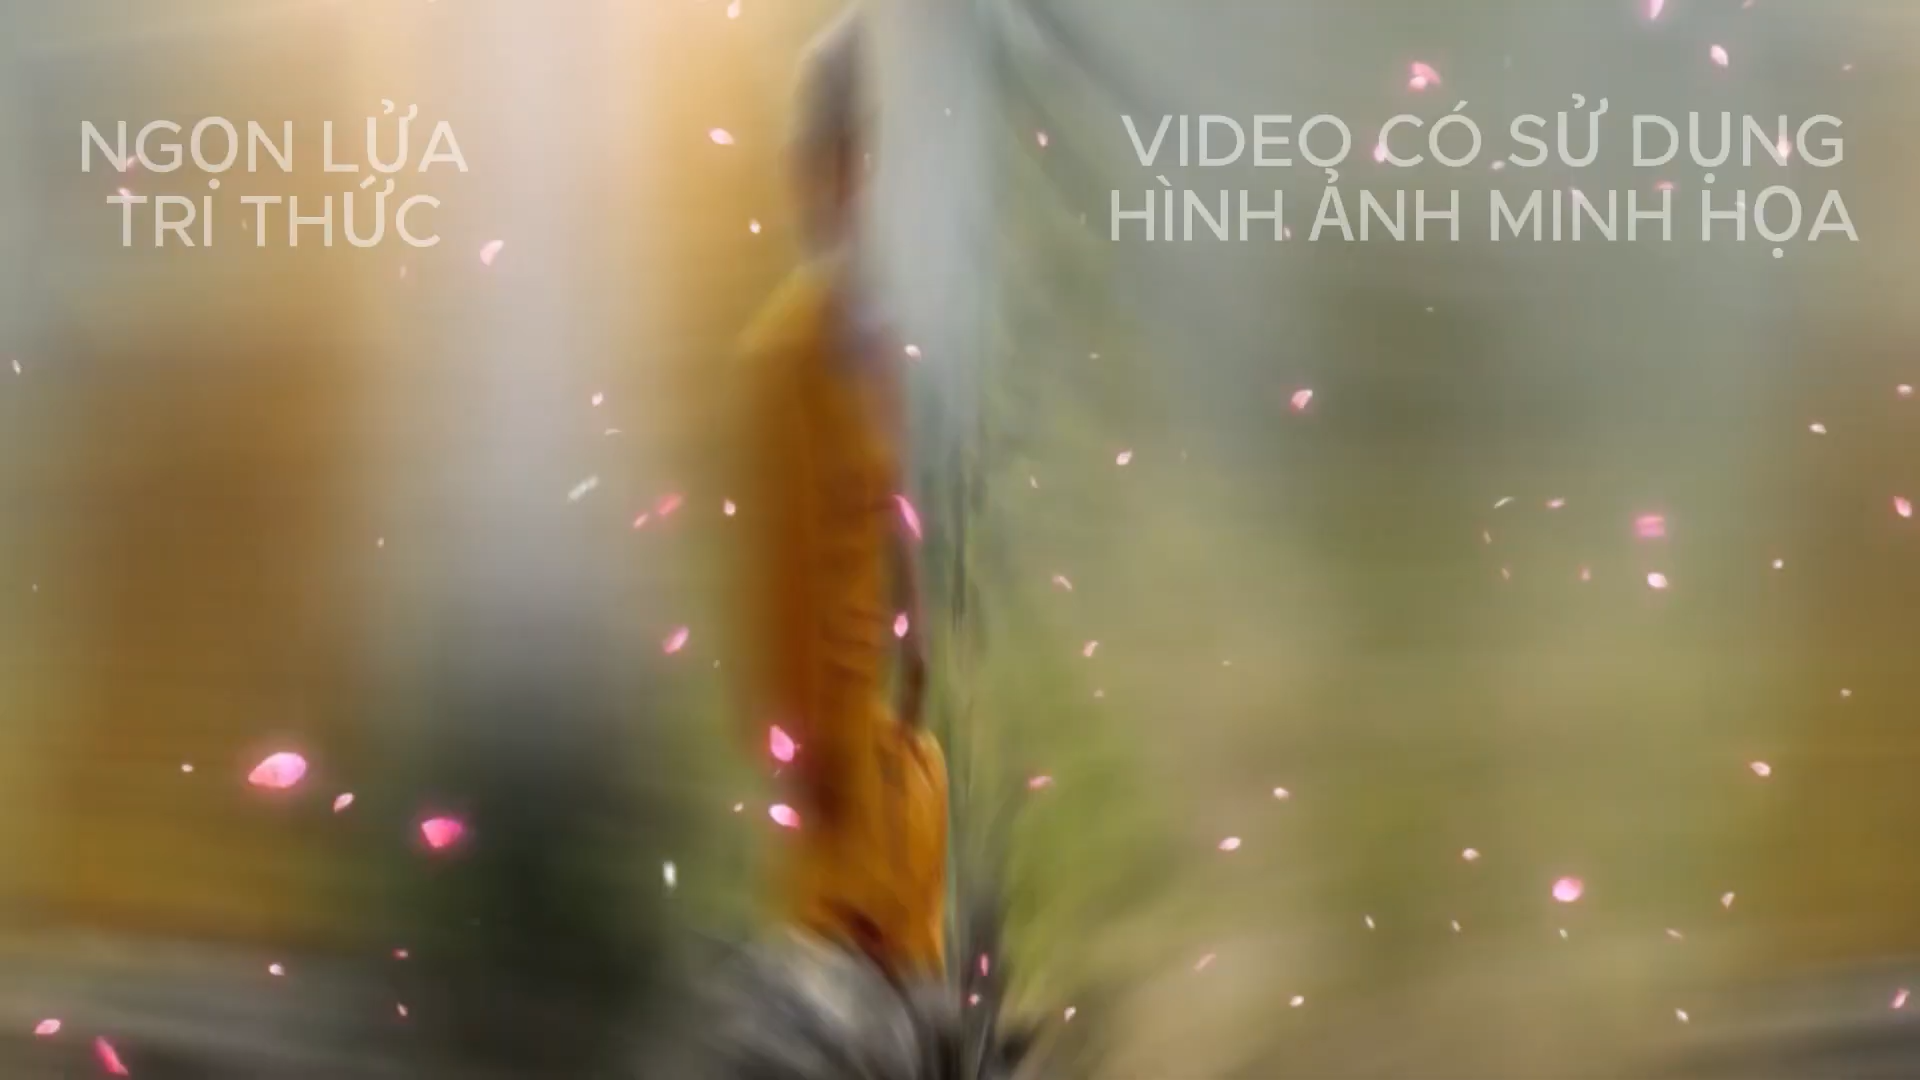 NGỌN LỬA
TRI THỨC
VIDEO CÓ SỬ DỤNG
HÌNH ẢNH MINH HỌA